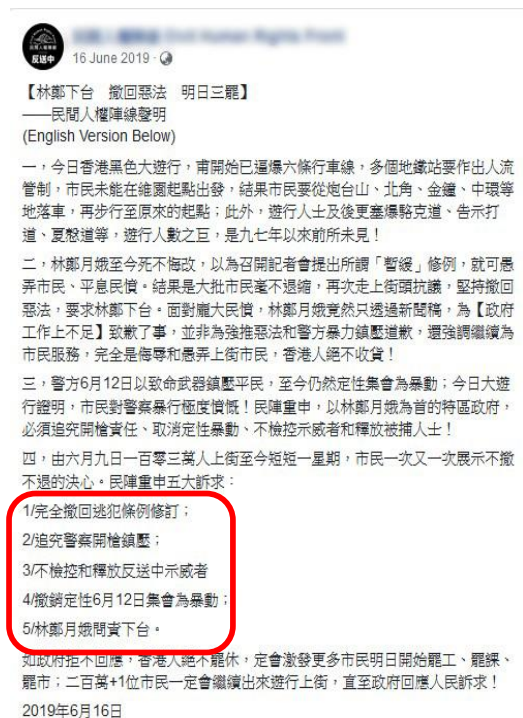 反送中
16 June 2019 ·
【林鄭下台 撤回惡法 明日三罷】
——民間人權陣線聲明
(English Version Below)
一，今日香港黑色大遊行，甫開始已逼爆六條行車線，多個地鐵站要作出人流
管制，市民未能在維園起點出發，結果市民要從炮台山、北角、金鐘、中環等
地落車，再步行至原來的起點；此外，遊行人士及後更塞爆駱克道、告示打
道、夏慤道等，遊行人數之巨，是九七年以來前所未見！
二，林鄭月娥至今死不悔改，以為召開記者會提出所謂「暫緩」修例，就可愚
弄市民、平息民憤。結果是大批市民毫不退縮，再次走上街頭抗議，堅持撤回
惡法，要求林鄭下台。面對龐大民憤，林鄭月娥竟然只透過新聞稿，為【政府
工作上不足】致歉了事，並非為強推惡法和警方暴力鎮壓道歉，還強調繼續為
市民服務，完全是侮辱和愚弄上街市民，香港人絕不收貨！
三，警方6月12日以致命武器鎮壓平民，至今仍然定性集會為暴動；今日大遊
行證明，市民對警察暴行極度憤慨！民陣重申，以林鄭月娥為首的特區政府，
必須追究開槍責任、取消定性暴動、不檢控示威者和釋放被捕人士！
四，由六月九日一百零三萬人上街至今短短一星期，市民一次又一次展示不撤
不退的決心。民陣重申五大訴求：
1/完全撤回逃犯條例修訂；
2/追究警察開槍鎮壓；
3/不檢控和釋放反送中示威者
4/撤銷定性6月12日集會為暴動；
5/林鄭月娥問責下台。
如政府拒不回應，香港人絕不罷休，定會激發更多市民明日開始罷工、罷課、
罷市；二百萬+1位市民一定會繼續出來遊行上街，直至政府回應人民訴求！
2019年6月16日